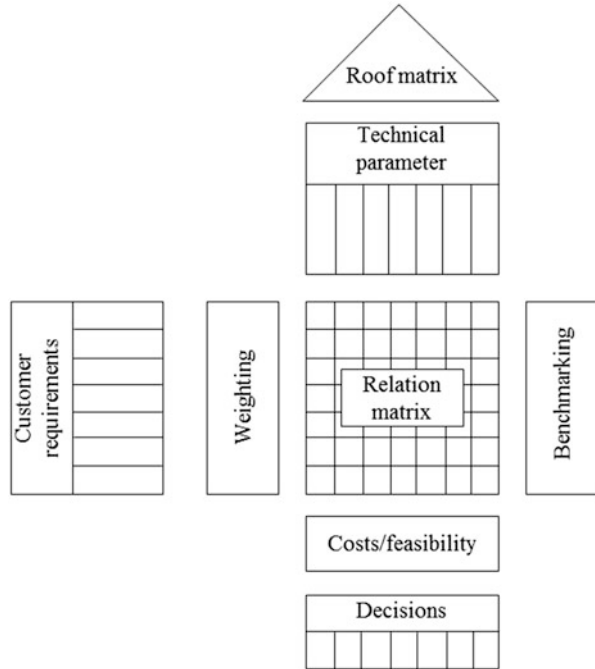 Roof matrix
Technical
parameter
Customer
requirements
Weighting
Relation
matrix
Benchmarking
Costs/feasibility
Decisions